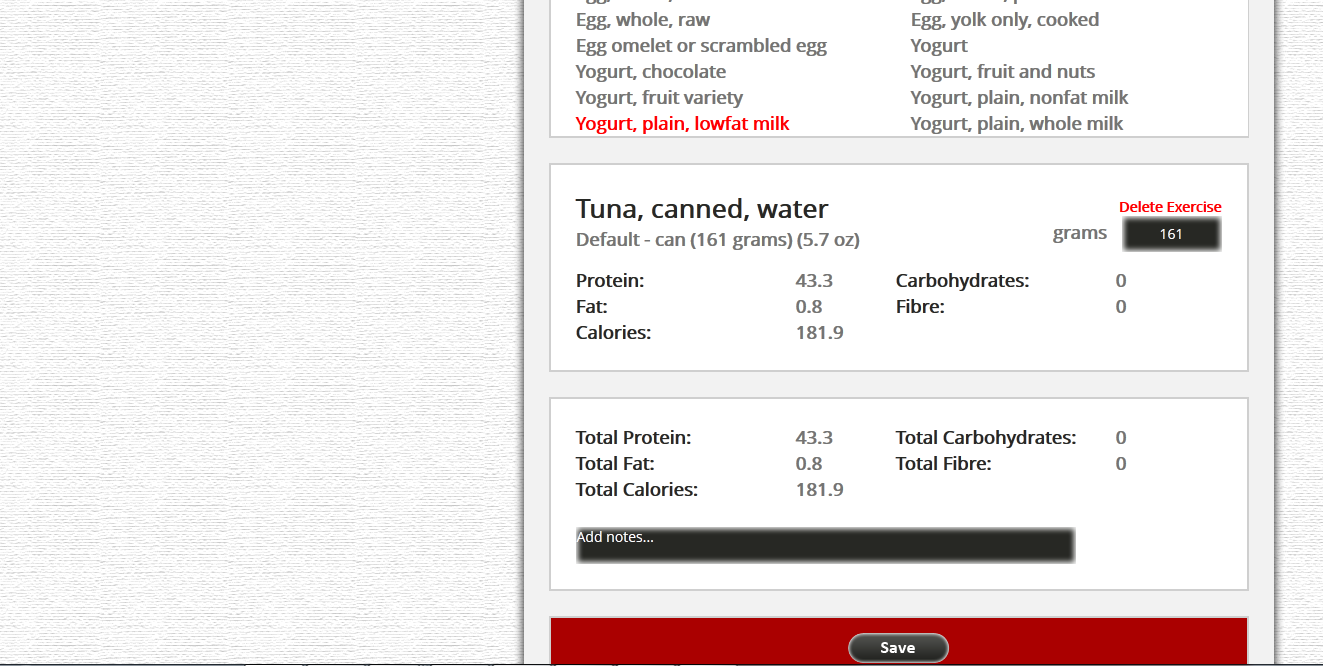 Egg, whole, raw
Egg, yolk only, cooked
Egg omelet or scrambled egg
Yogurt
Yogurt, chocolate
Yogurt, fruit and nuts
Yogurt, fruit variety
Yogurt, plain, nonfat milk
Yogurt, plain, lowfat milk
Yogurt, plain, whole milk
Tuna, canned, water
Delete Exercise
Default - can (161 grams) (5.7 oz)
grams 161
Protein: 43.3 Carbohydrates: 0
Fat: 0.8 Fibre: 0
Calories: 181.9
Total Protein: 43.3 Total Carbohydrates: 0
Total Fat: 0.8 Total Fibre: 0
Total Calories: 181.9
Add notes...
Save